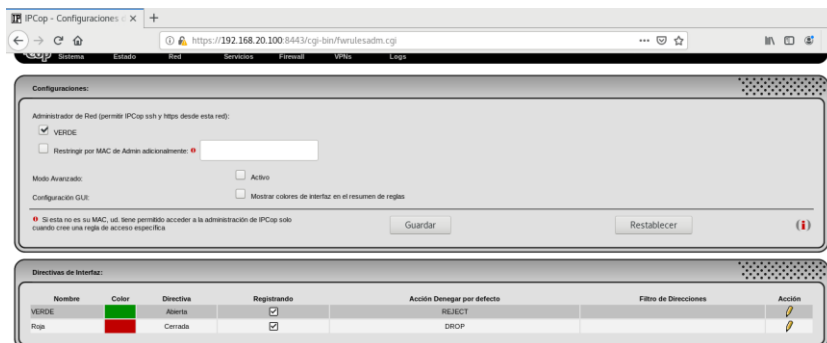 IPCop - Configuraciones d
https://192.168.20.100:8443/cgi-bin/fwrulesadm.cgi
Cop Sistema Estado Red Servicios Firewall VPNs Logs
Configuraciones:
Administrador de Red (permitir IPCop ssh y https desde esta red):
VERDE
Restringir por MAC de Admin adicionalmente:
Modo Avanzado: Activo
Configuración GUI: Mostrar colores de interfaz en el resumen de reglas
Si esta no es su MAC, ud. tiene permitido acceder a la administración de IPCop solo
cuando cree una regla de acceso específica
Guardar Restablecer
Directivas de Interfaz:
Nombre Color Directiva Registrando Acción Denegar por defecto Filtro de Direcciones Acción
VERDE Abierta REJECT
Roja Cerrada DROP